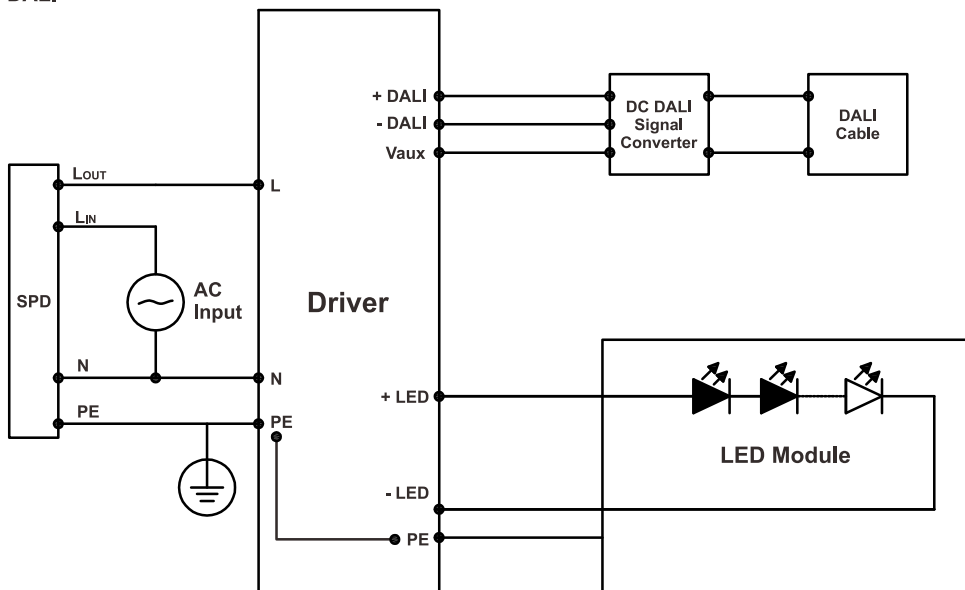 + DALI
- DALI
Vaux
DC DALI
Signal
Converter
DALI
Cable
LOUT
L
LIN
SPD
AC
Input
Driver
N
N
PE
PE
+ LED
LED Module
- LED
PE